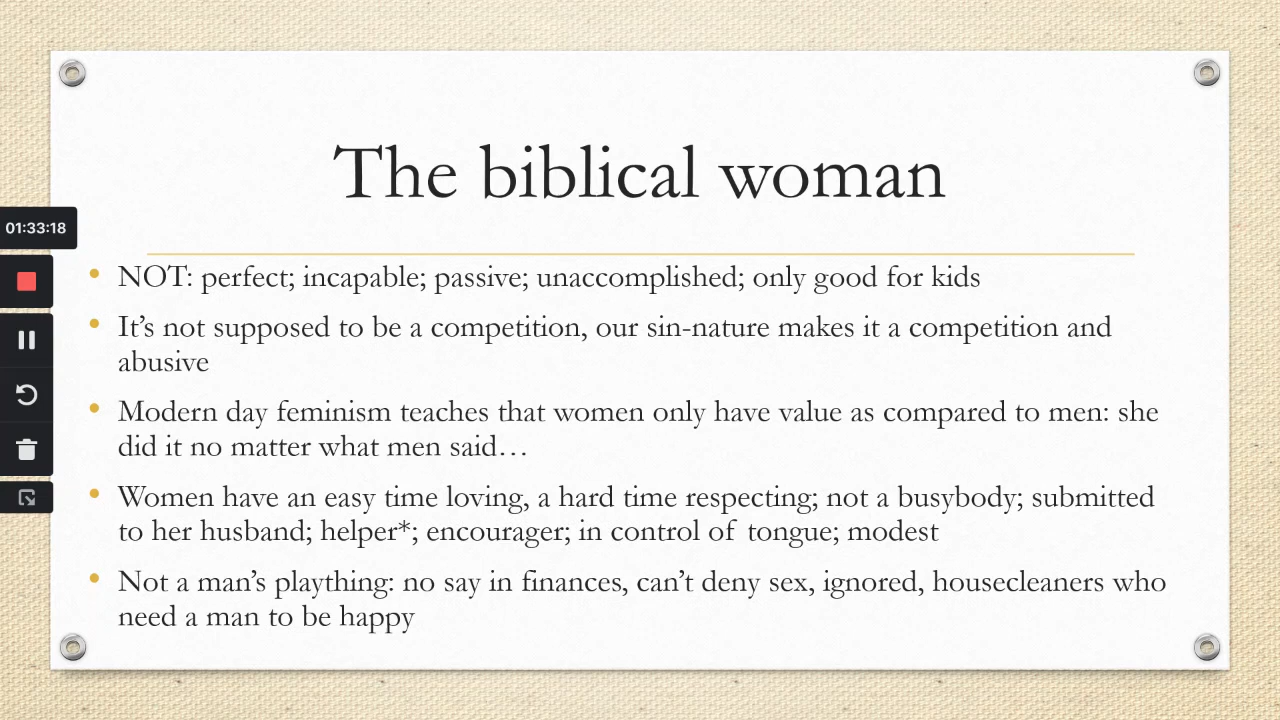 The biblical woman
01:33:18
• NOT: perfect; incapable; passive; unaccomplished; only good for kids
• It’s not supposed to be a competition, our sin-nature makes it a competition and
abusive
• Modern day feminism teaches that women only have value as compared to men: she
did it no matter what men said…
• Women have an easy time loving, a hard time respecting; not a busybody; submitted
to her husband; helper*; encourager; in control of tongue; modest
• Not a man’s plaything: no say in finances, can’t deny sex, ignored, housecleaners who
need a man to be happy